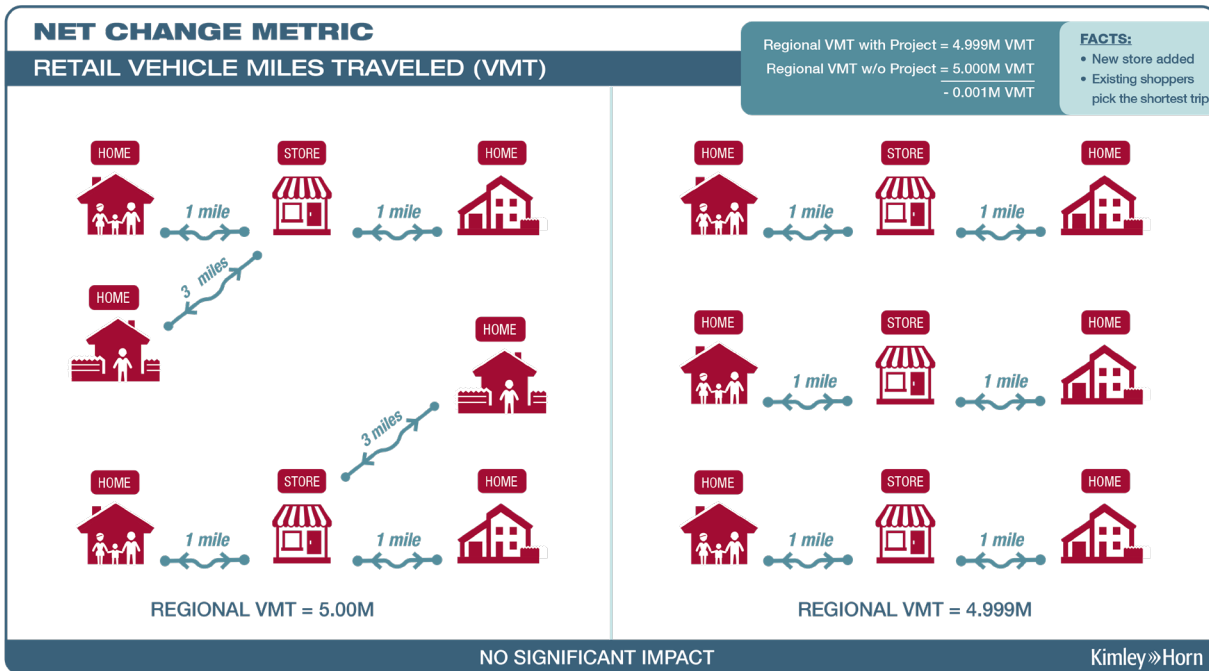 NET CHANGE METRIC
RETAIL VEHICLE MILES TRAVELED (VMT)
Regional VMT with Project = 4.999M VMT
Regional VMT w/o Project = 5.000M VMT
- 0.001M VMT
FACTS:
• New store added
• Existing shoppers
pick the shortest trip
HOME
STORE
HOME
1 mile
1 mile
3 miles
HOME
HOME
3 miles
HOME
STORE
HOME
1 mile
1 mile
REGIONAL VMT = 5.00M
HOME
STORE
HOME
1 mile
1 mile
HOME
STORE
HOME
1 mile
1 mile
HOME
STORE
HOME
1 mile
1 mile
REGIONAL VMT = 4.999M
NO SIGNIFICANT IMPACT
Kimley»Horn